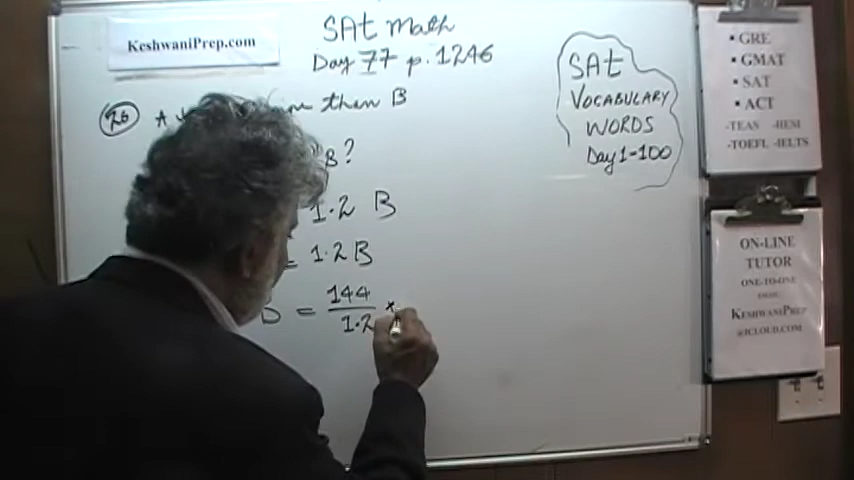 KeshwaniPrep.com
SAt Math
Day 77 p. 1246
26 A than B
B?
1.2 B
= 1.2 B
= 144 / 1.2 *
SAt
VOCABULARY
WORDS
Day 1-100
• GRE
• GMAT
• SAT
• ACT
-TEAS -HESI
-TOEFL -IELTS
ON-LINE
TUTOR
ONE-TO-ONE
KESHWANIPREP
@ICLOUD.COM